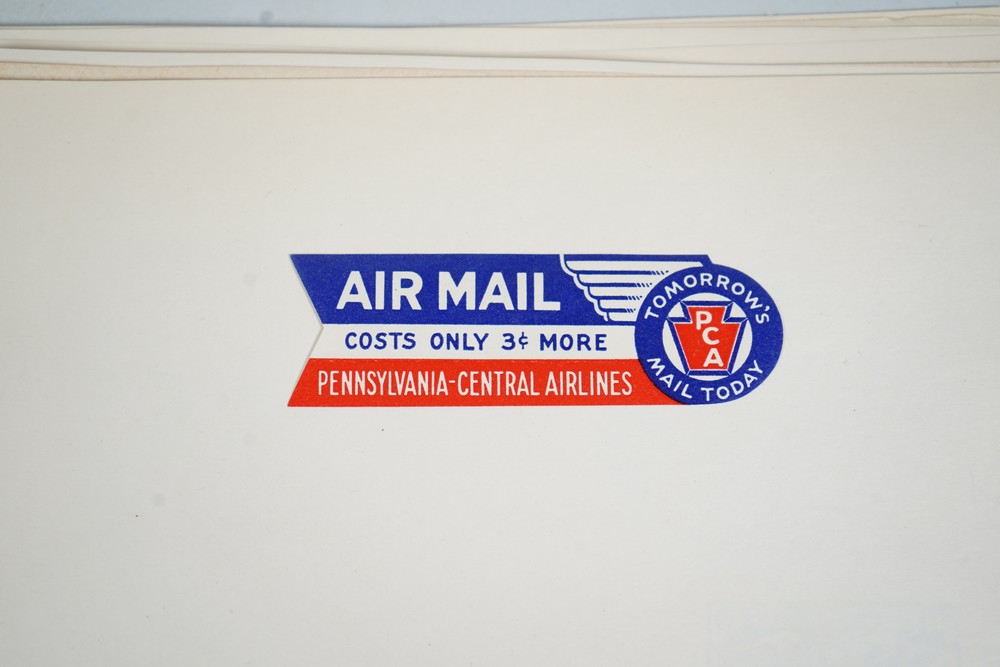 AIR MAIL
COSTS ONLY 3¢ MORE
PENNSYLVANIA-CENTRAL AIRLINES
TOMORROW'S
PCA
MAIL TODAY